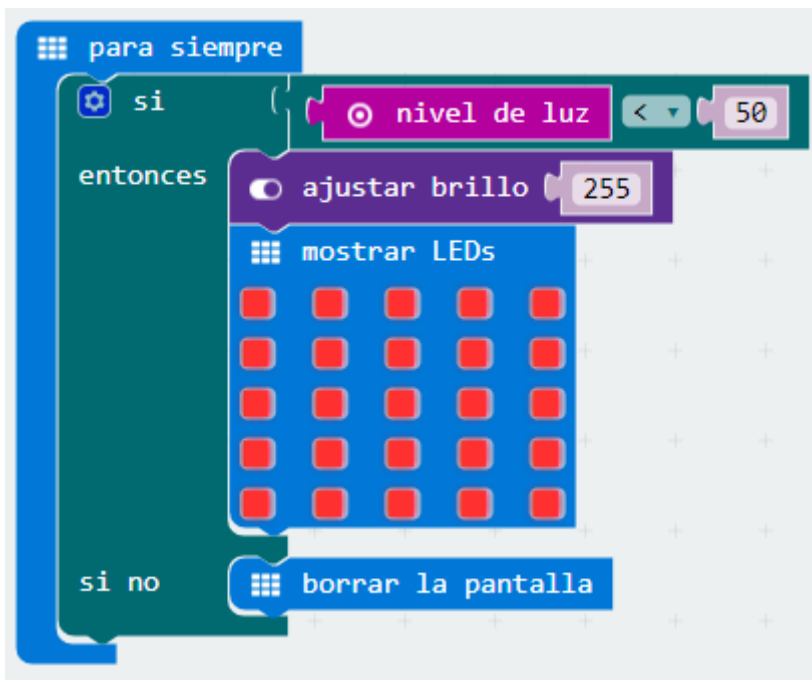 para siempre
si nivel de luz < 50
entonces
ajustar brillo 255
mostrar LEDs
si no borrar la pantalla